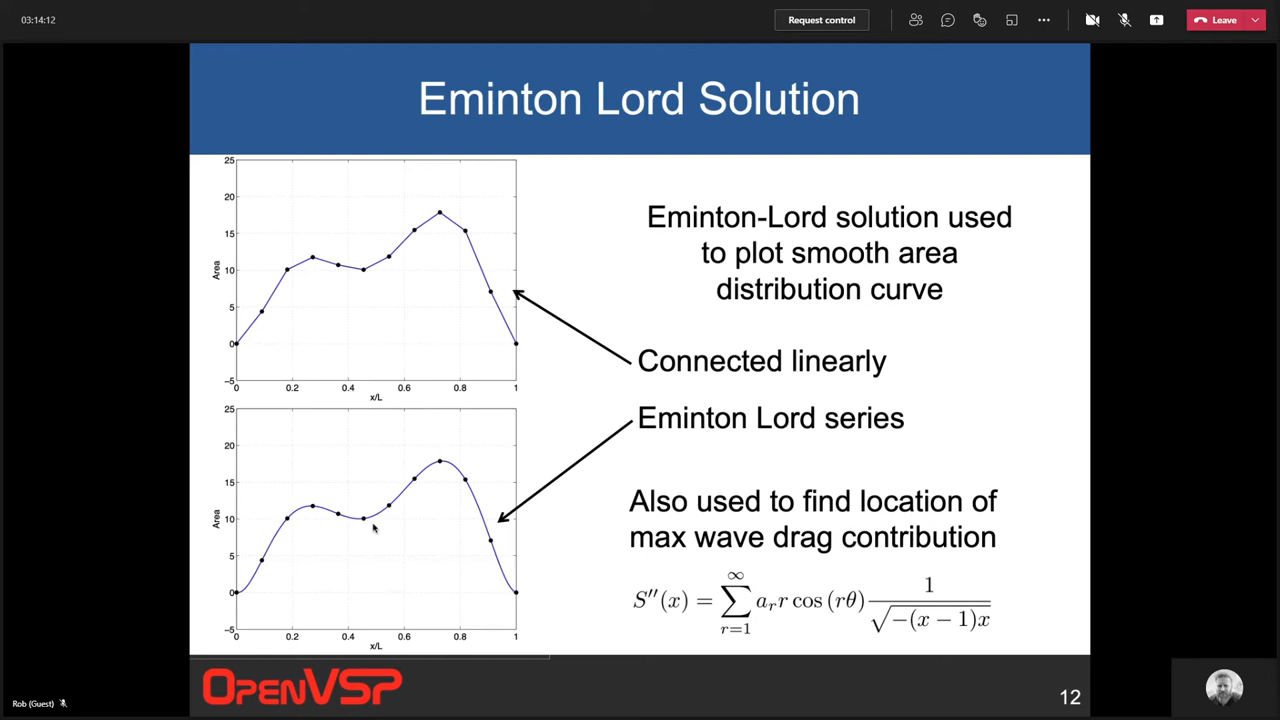 03:14:12
Request control
Leave
Eminton Lord Solution
25
20
15
10
5
0
−5
Area
0 0.2 0.4 0.6 0.8 1
x/L
25
20
15
10
5
0
−5
Area
0 0.2 0.4 0.6 0.8 1
x/L
Eminton-Lord solution used
to plot smooth area
distribution curve
Connected linearly
Eminton Lord series
Also used to find location of
max wave drag contribution
S''(x) = ∑_{r=1}^{∞} a_r r cos (rθ) 1/√(−(x − 1)x)
OpenVSP
12
Rob (Guest)